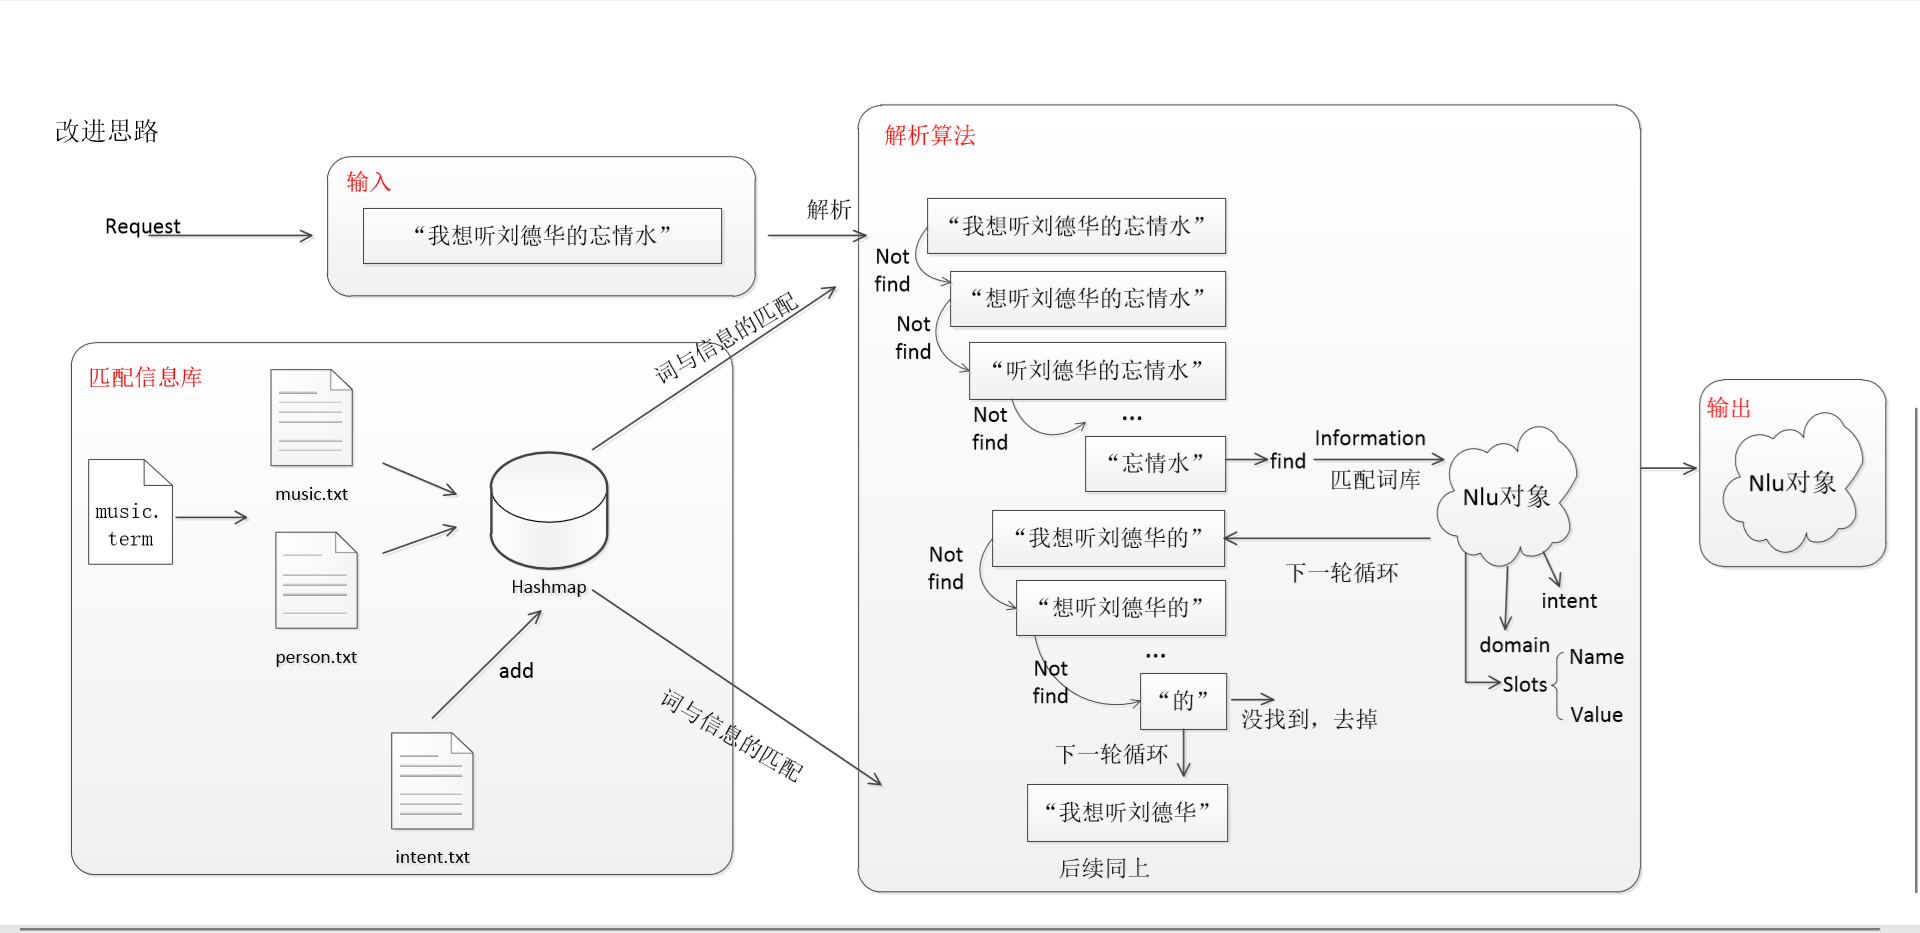 改进思路
Request
输入
“我想听刘德华的忘情水”
解析
匹配信息库
music.
term
music.txt
person.txt
Hashmap
add
intent.txt
词与信息的匹配
词与信息的匹配
解析算法
“我想听刘德华的忘情水”
Not
find
“想听刘德华的忘情水”
Not
find
“听刘德华的忘情水”
Not
find
...
“忘情水”
find
Information
匹配词库
Nlu对象
“我想听刘德华的”
下一轮循环
Not
find
“想听刘德华的”
intent
domain
Slots
Name
Value
...
Not
find
“的”
没找到，去掉
下一轮循环
“我想听刘德华”
后续同上
输出
Nlu对象